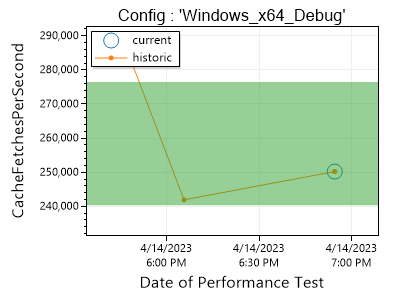 Config : 'Windows_x64_Debug'
current
historic
CacheFetchesPerSecond
290,000
280,000
270,000
260,000
250,000
240,000
4/14/2023 4/14/2023 4/14/2023
6:00 PM 6:30 PM 7:00 PM
Date of Performance Test